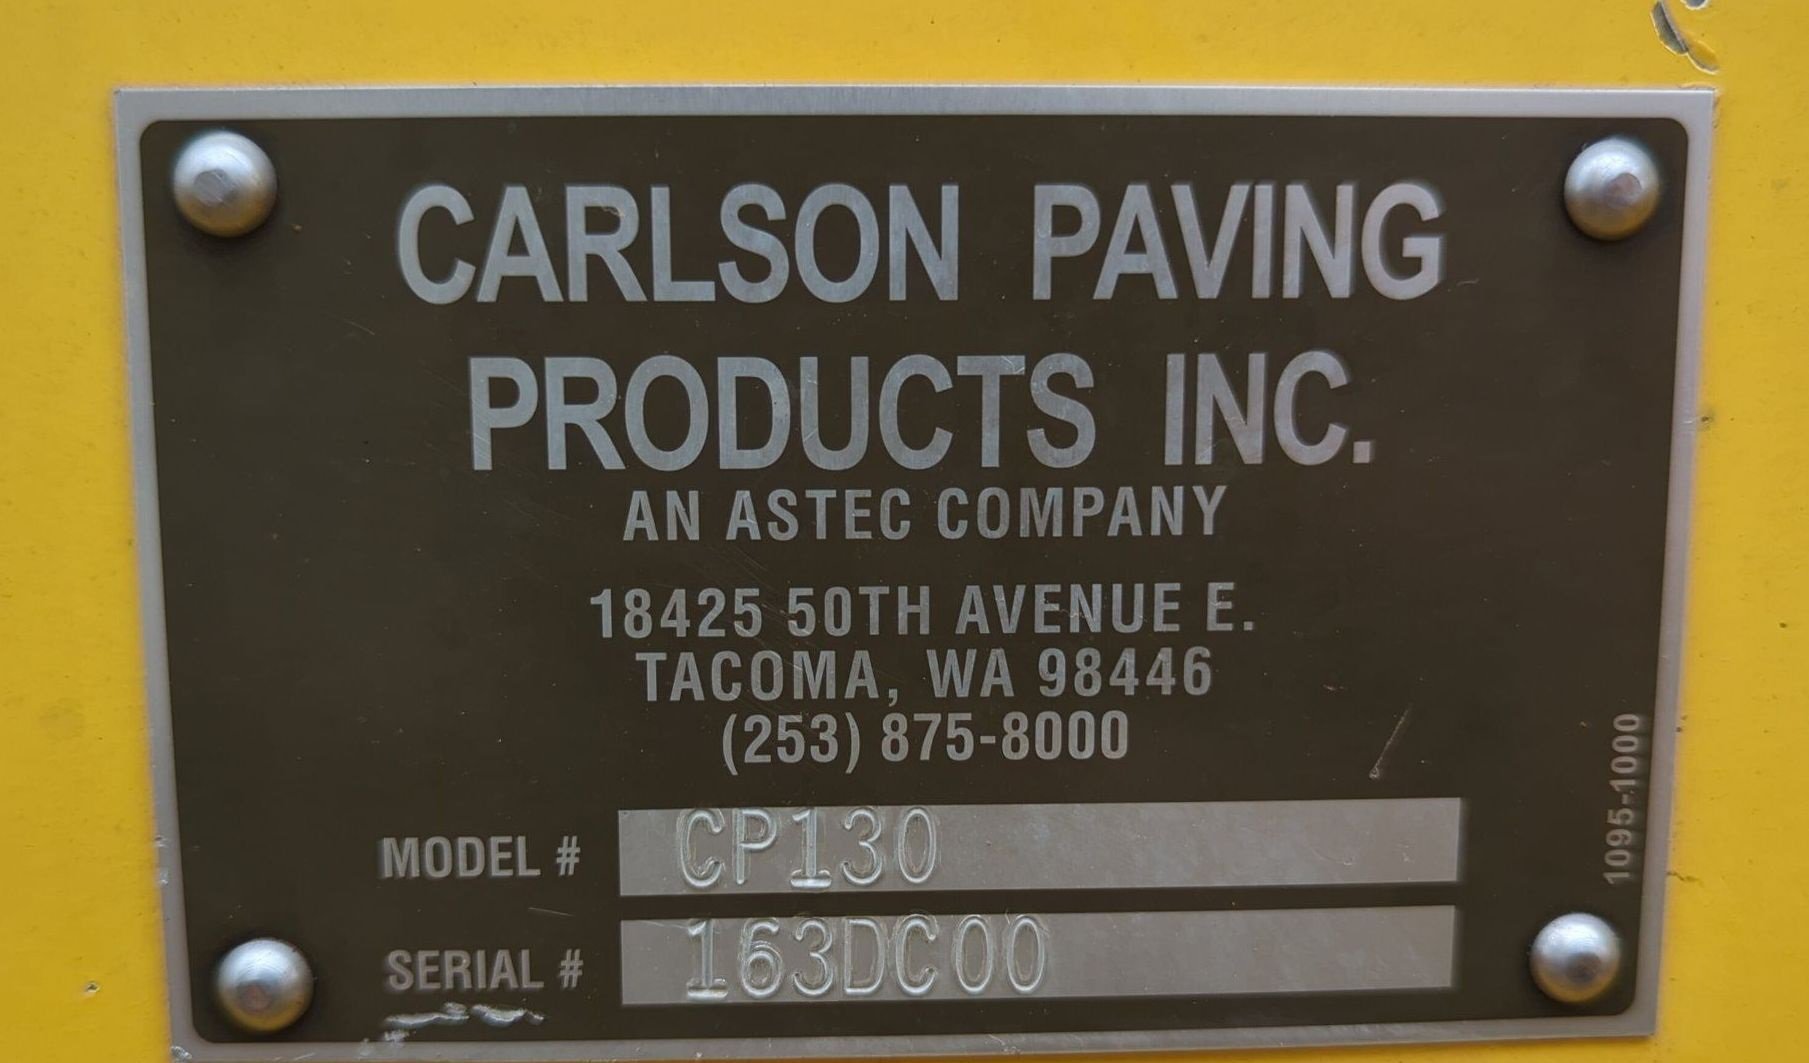 CARLSON PAVING
PRODUCTS INC.
AN ASTEC COMPANY
18425 50TH AVENUE E.
TACOMA, WA 98446
(253) 875-8000
MODEL # CP130
SERIAL # 163DC00
1095-1000